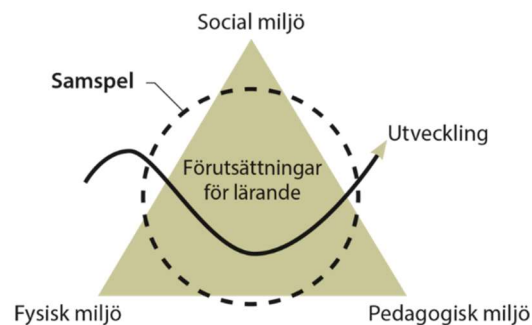 Social miljö
Samspel
Utveckling
Förutsättningar
för lärande
Fysisk miljö
Pedagogisk miljö